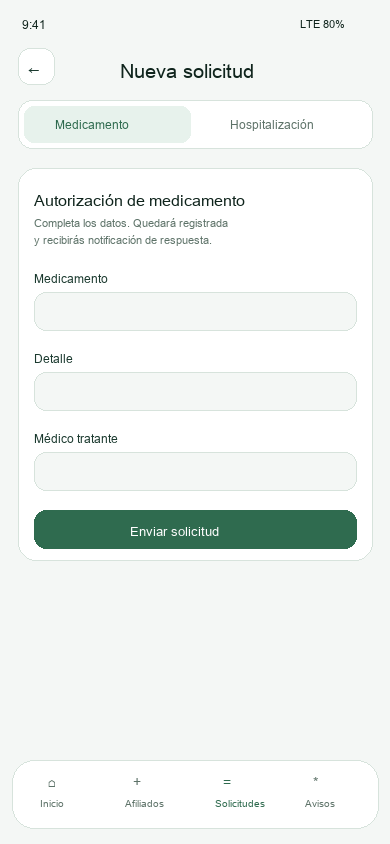 9:41 LTE 80%
← Nueva solicitud
Medicamento Hospitalización
Autorización de medicamento
Completa los datos. Quedará registrada
y recibirás notificación de respuesta.
Medicamento
Detalle
Médico tratante
Enviar solicitud
⌂ + = *
Inicio Afiliados Solicitudes Avisos